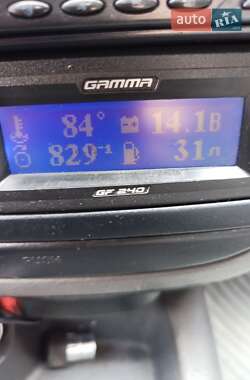 AUTO RIA
GAMMA
84° 14.1В
829⁻¹ 31л
GF 240